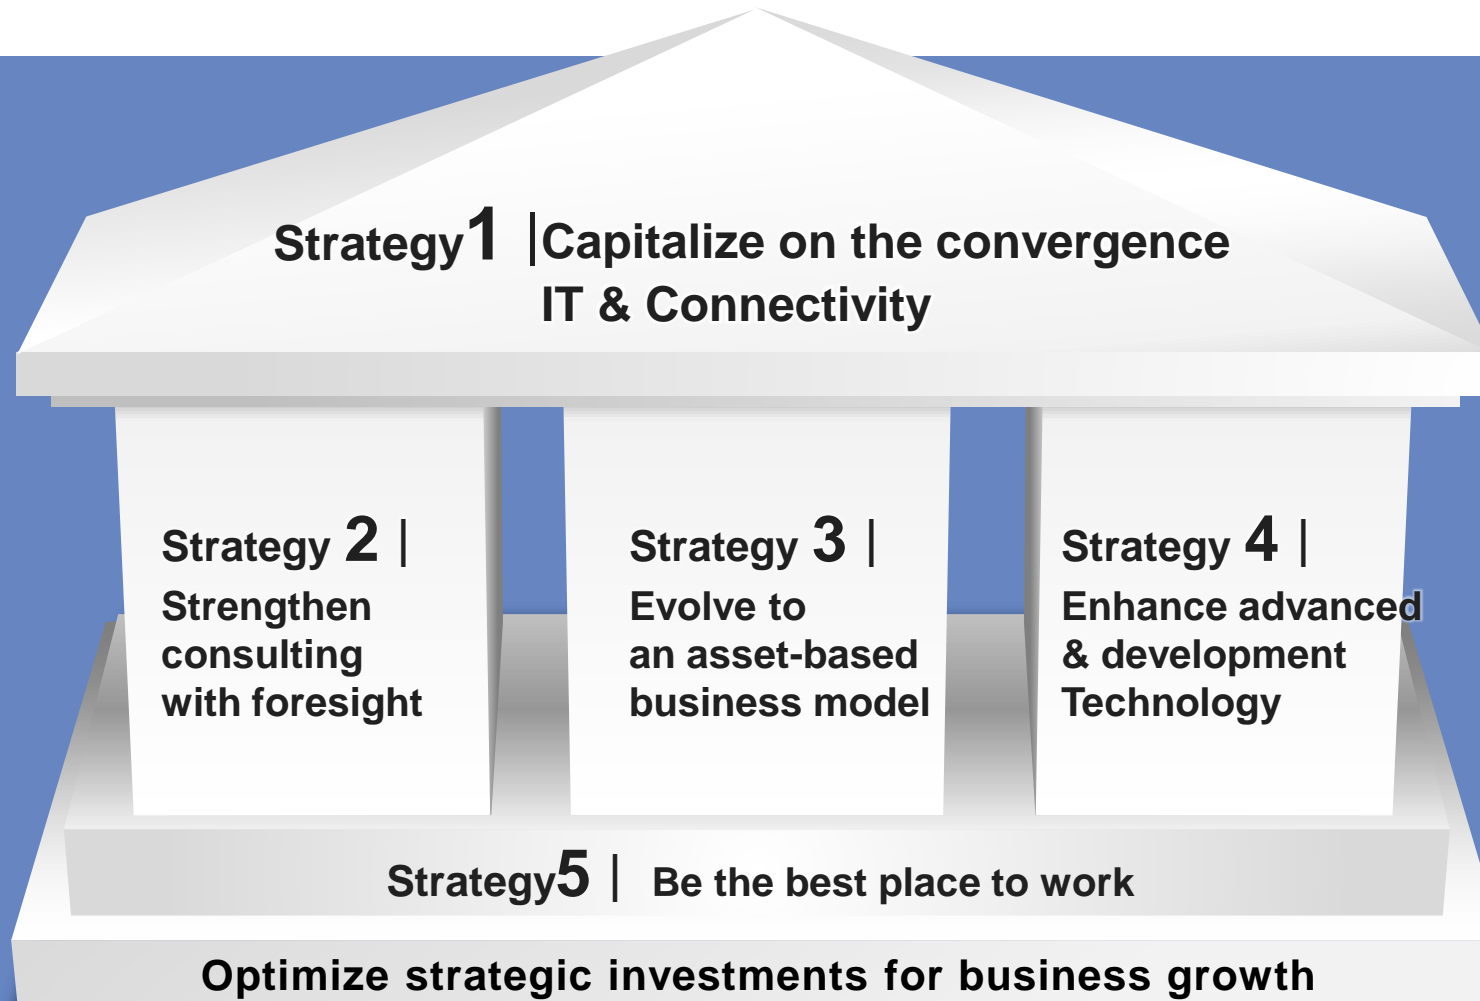 Strategy1 |Capitalize on the convergence
IT & Connectivity
Strategy 2 |
Strengthen
consulting
with foresight
Strategy 3 |
Evolve to
an asset-based
business model
Strategy 4 |
Enhance advanced
& development
Technology
Strategy5 | Be the best place to work
Optimize strategic investments for business growth